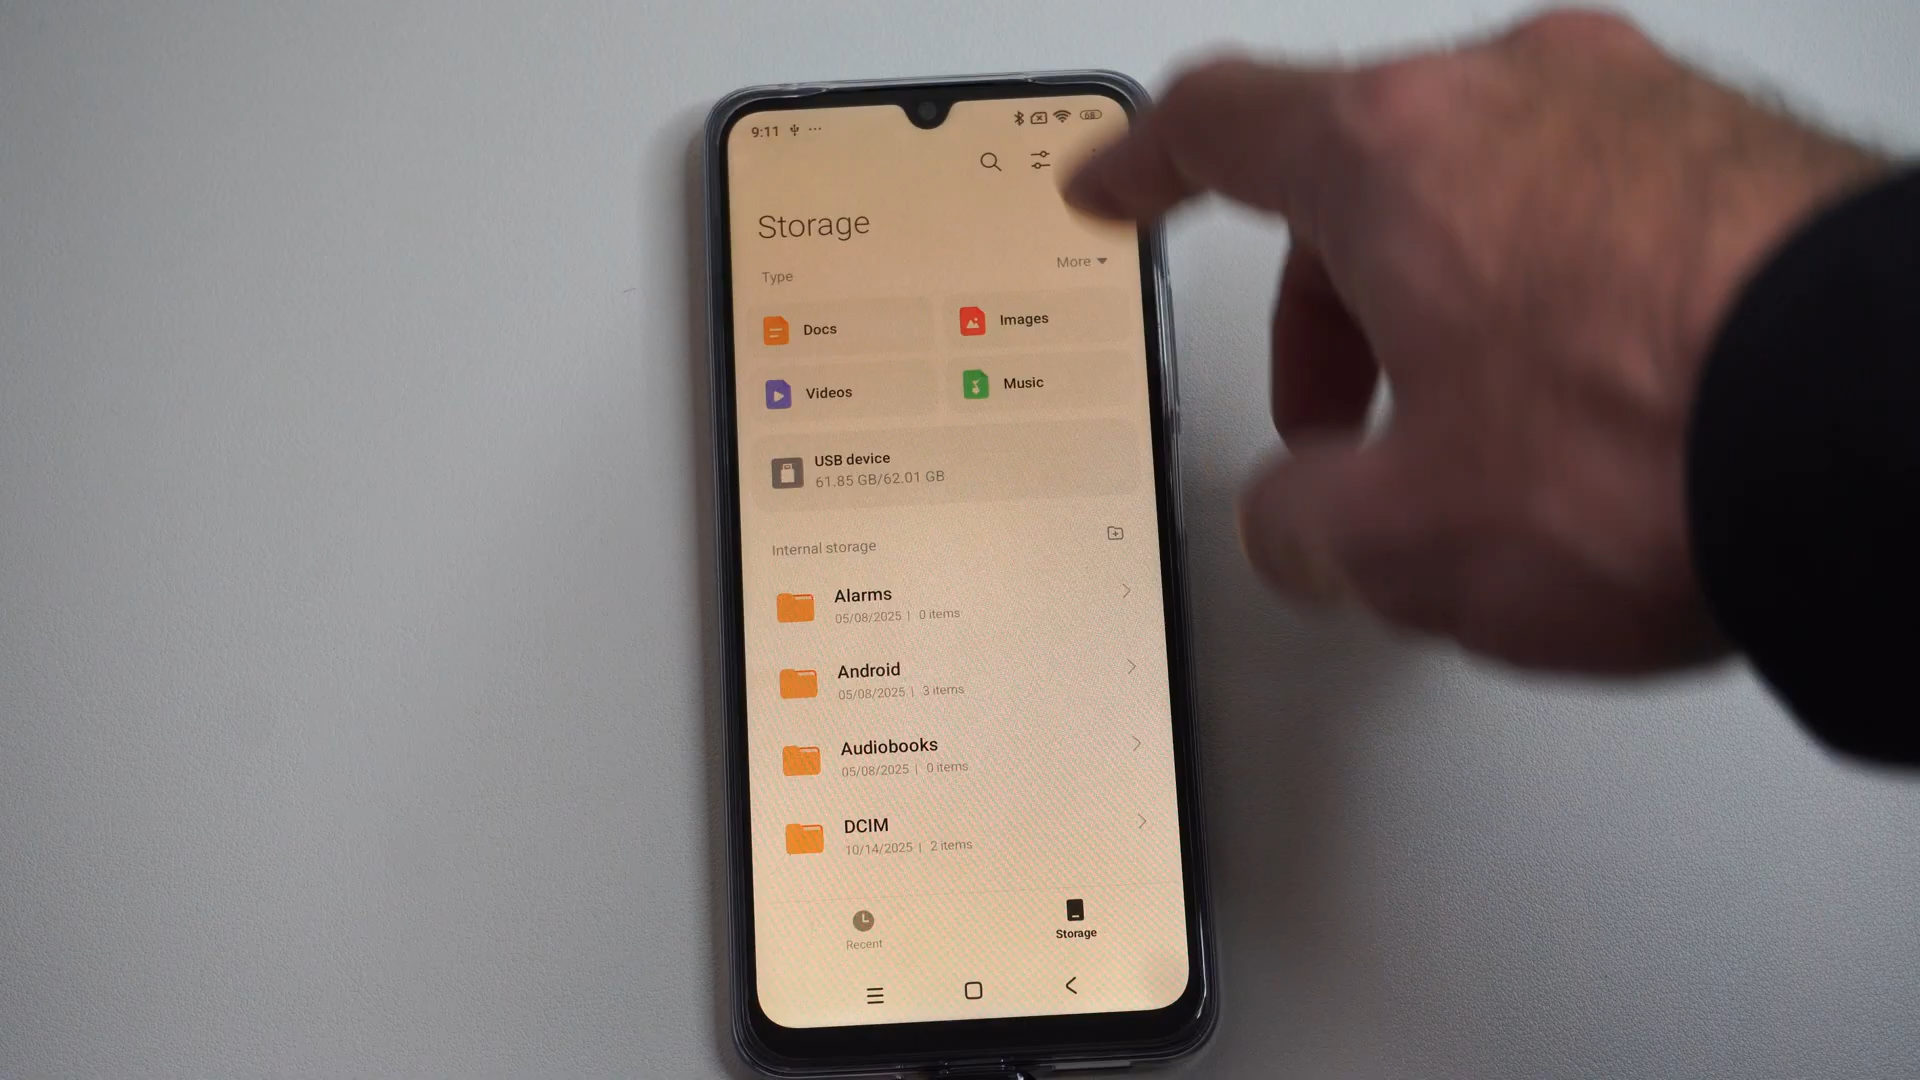 9:11 ...
68
Storage
Type
More
Docs
Images
Videos
Music
USB device
61.85 GB/62.01 GB
Internal storage
Alarms
05/08/2025 | 0 items
Android
05/08/2025 | 3 items
Audiobooks
05/08/2025 | 0 items
DCIM
10/14/2025 | 2 items
Recent
Storage